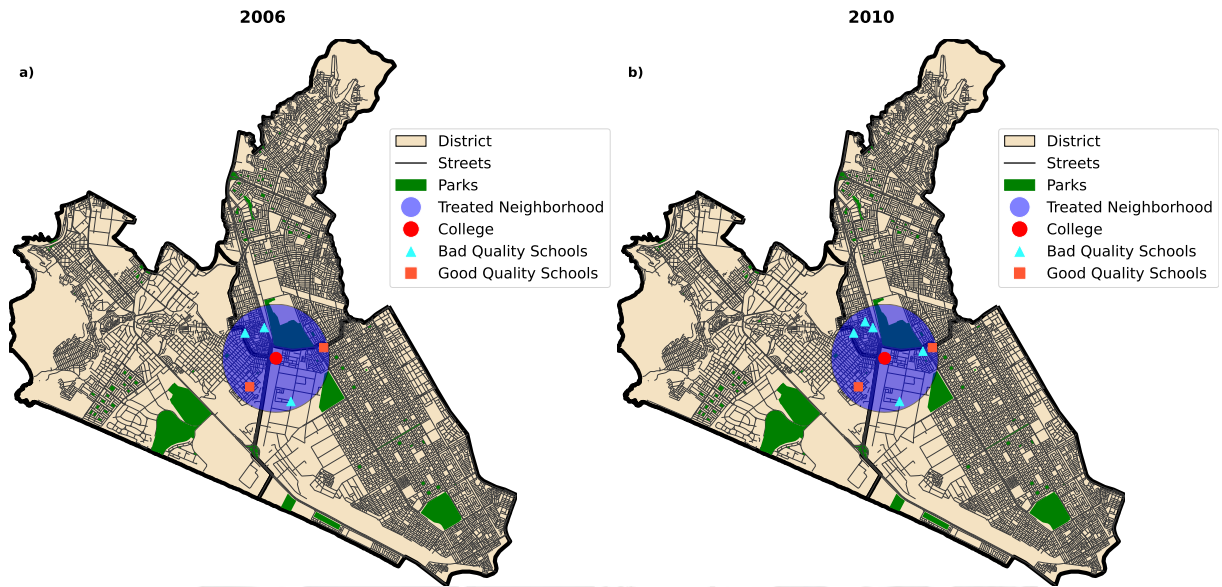 2006
a)
District
Streets
Parks
Treated Neighborhood
College
Bad Quality Schools
Good Quality Schools
2010
b)
District
Streets
Parks
Treated Neighborhood
College
Bad Quality Schools
Good Quality Schools